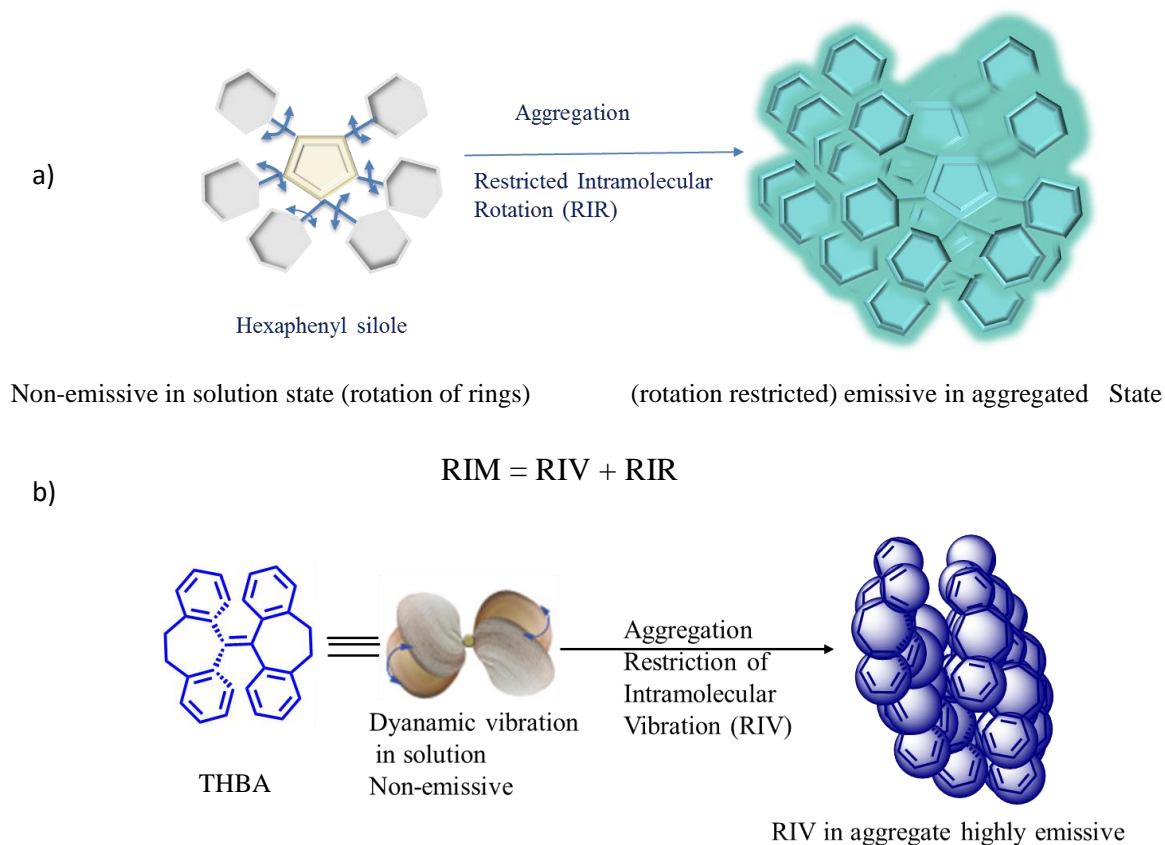 a)
Aggregation
Restricted Intramolecular
Rotation (RIR)
Hexaphenyl silole
Non-emissive in solution state (rotation of rings)
(rotation restricted) emissive in aggregated State
RIM = RIV + RIR
b)
THBA
Dyanamic vibration
in solution
Non-emissive
Aggregation
Restriction of
Intramolecular
Vibration (RIV)
RIV in aggregate highly emissive